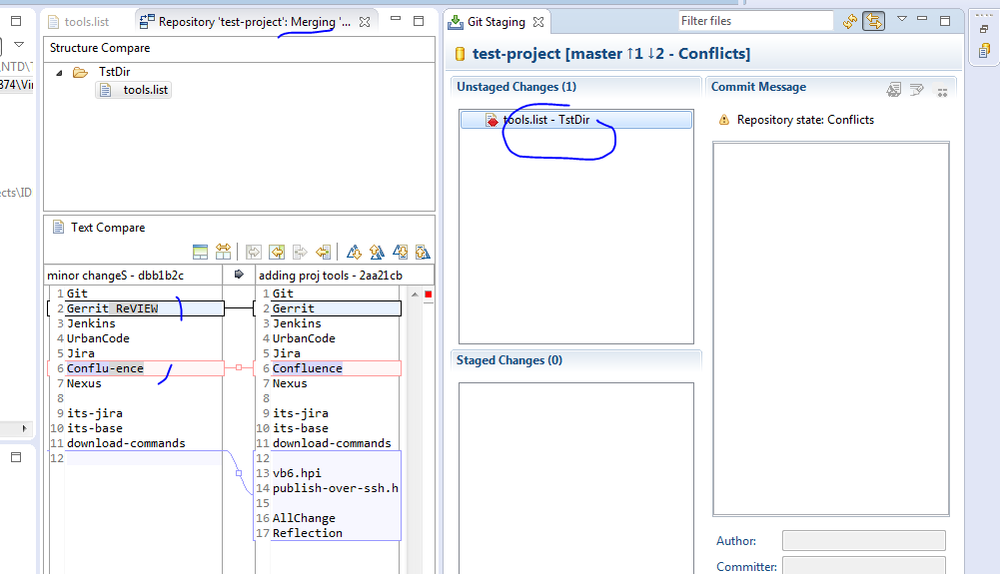 tools.list
Repository 'test-project': Merging '...
Git Staging
Filter files
_NTD\T
874\Vir
ects\ID
Structure Compare
TstDir
tools.list
Text Compare
minor changeS - dbb1b2c
adding proj tools - 2aa21cb
1 Git
2 Gerrit ReVIEW
3 Jenkins
4 UrbanCode
5 Jira
6 Conflu-ence
7 Nexus
8
9 its-jira
10 its-base
11 download-commands
12
1 Git
2 Gerrit
3 Jenkins
4 UrbanCode
5 Jira
6 Confluence
7 Nexus
8
9 its-jira
10 its-base
11 download-commands
12
13 vb6.hpi
14 publish-over-ssh.h
15
16 AllChange
17 Reflection
test-project [master ↑1 ↓2 - Conflicts]
Unstaged Changes (1)
tools.list - TstDir
Staged Changes (0)
Commit Message
Repository state: Conflicts
Author:
Committer: